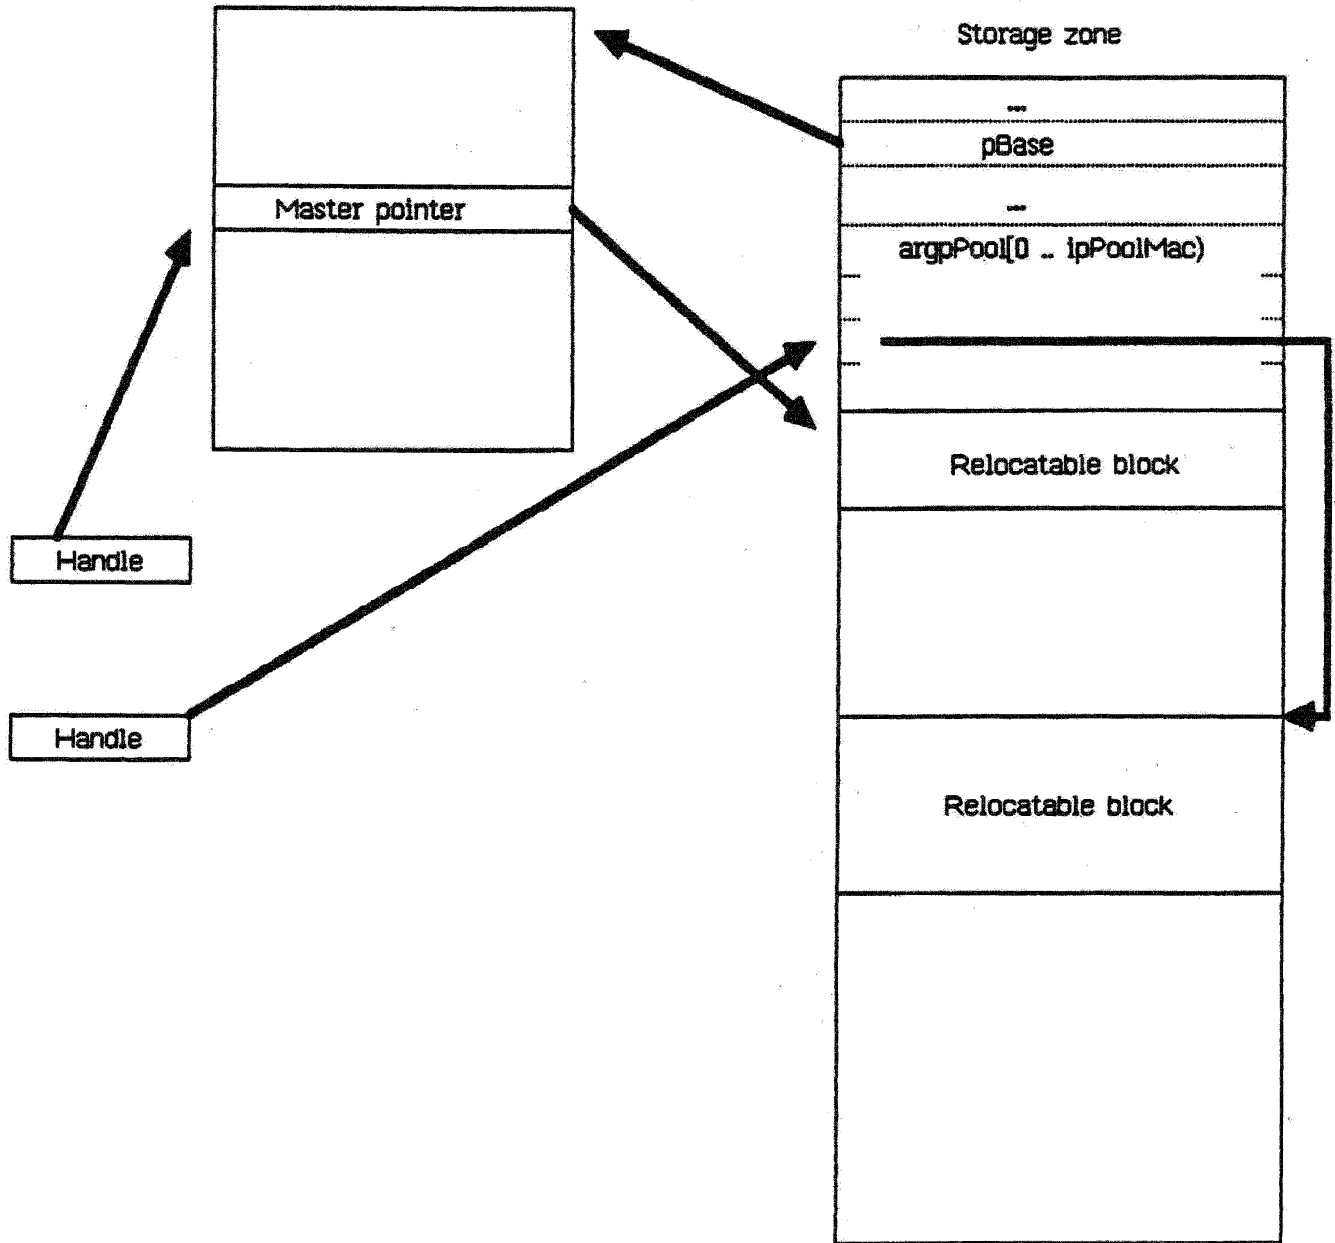 Storage zone
...
pBase
Master pointer
...
argpPool[0 .. ipPoolMac)
Relocatable block
Handle
Handle
Relocatable block